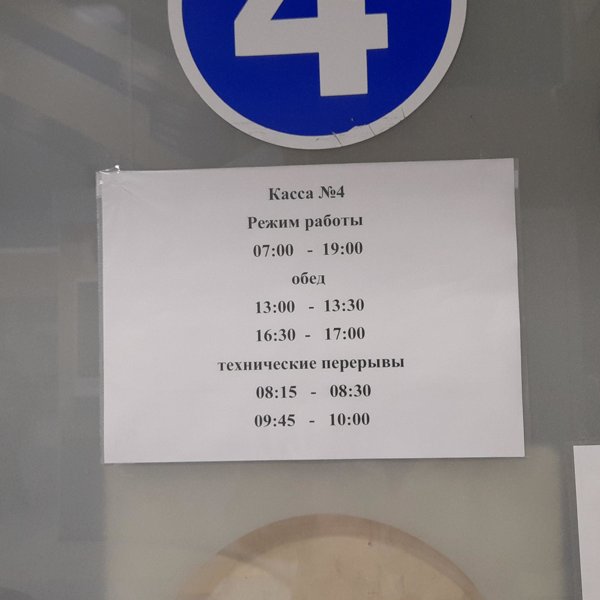 4
Касса №4
Режим работы
07:00 - 19:00
обед
13:00 - 13:30
16:30 - 17:00
технические перерывы
08:15 - 08:30
09:45 - 10:00